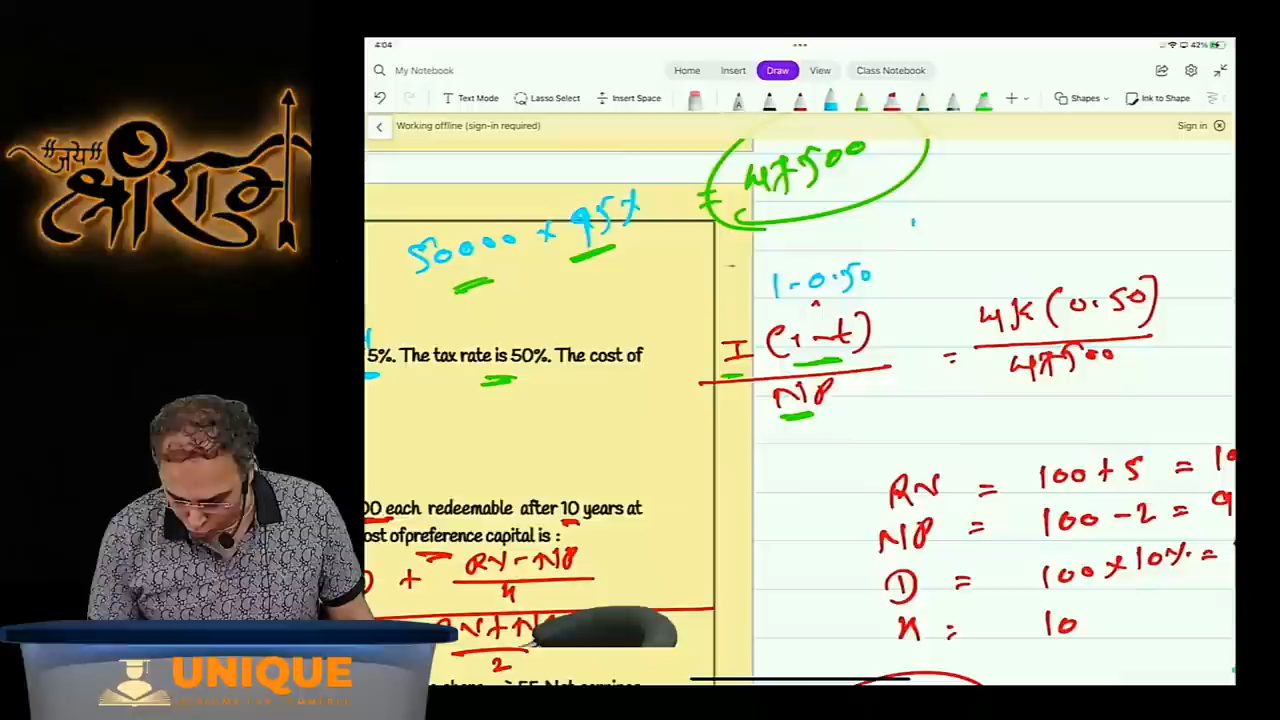 4:04
42%
My Notebook
Home Insert Draw View Class Notebook
Text Mode Lasso Select Insert Space Shapes Ink to Shape
Working offline (sign-in required) Sign in
"जय"
श्री राम
= 47500
50000 × 95%
1-0.50
I (1-t) / NP = 4K (0.50) / 47500
5%. The tax rate is 50%. The cost of
RV = 100 + 5 = 10
00 each redeemable after 10 years at
NP = 100 - 2 = 9
ost of preference capital is :
+ RV - NP / n
D = 100 × 10% =
n = 10
2
UNIQUE